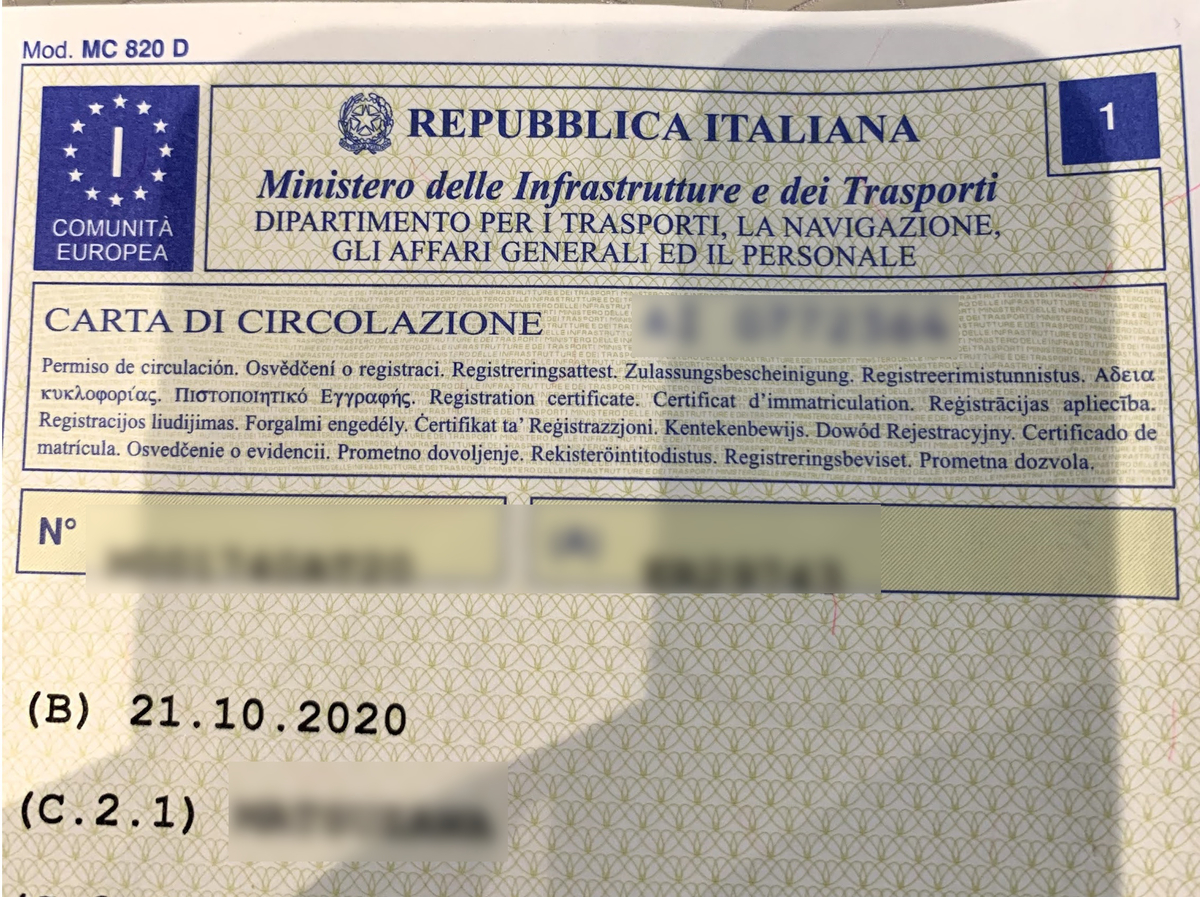 Mod. MC 820 D
I
COMUNITÀ
EUROPEA
REPUBBLICA ITALIANA
1
Ministero delle Infrastrutture e dei Trasporti
DIPARTIMENTO PER I TRASPORTI, LA NAVIGAZIONE,
GLI AFFARI GENERALI ED IL PERSONALE
CARTA DI CIRCOLAZIONE
Permiso de circulación. Osvědčení o registraci. Registreringsattest. Zulassungsbescheinigung. Registreerimistunnistus. Αδεια
κυκλοφορίας. Πιστοποιητικό Εγγραφής. Registration certificate. Certificat d'immatriculation. Reģistrācijas apliecība.
Registracijos liudijimas. Forgalmi engedély. Ċertifikat ta' Reġistrazzjoni. Kentekenbewijs. Dowód Rejestracyjny. Certificado de
matrícula. Osvedčenie o evidencii. Prometno dovoljenje. Rekisteröintitodistus. Registreringsbeviset. Prometna dozvola.
N°
(B) 21.10.2020
(C.2.1)